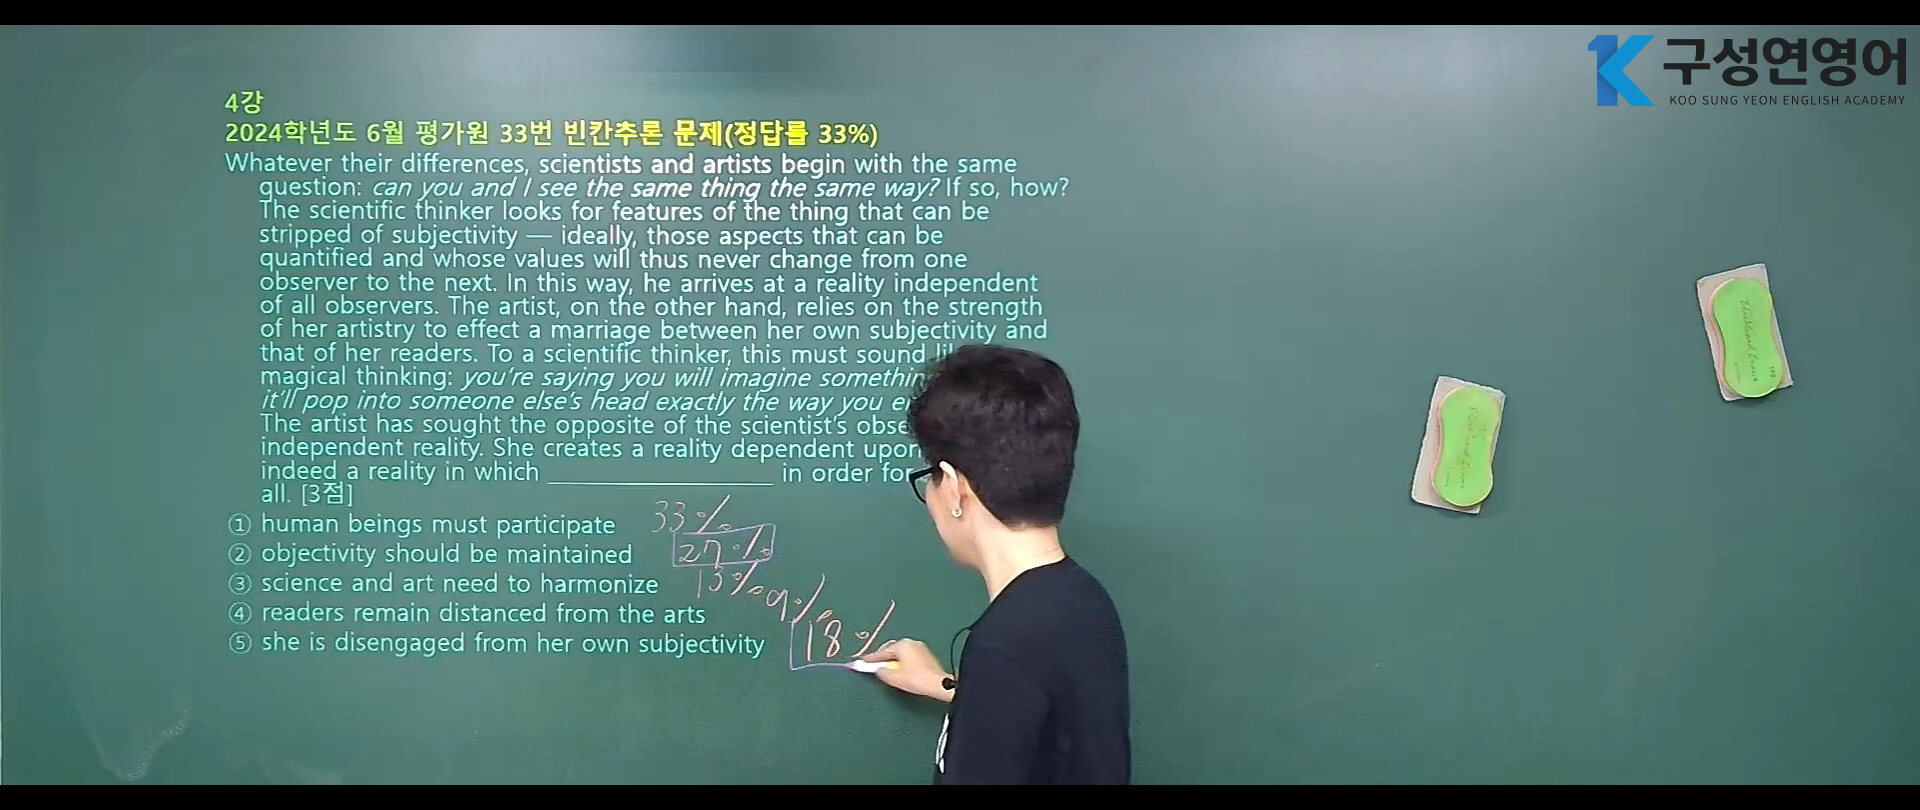 구성연영어
KOO SUNG YEON ENGLISH ACADEMY
4강
2024학년도 6월 평가원 33번 빈칸추론 문제(정답률 33%)
Whatever their differences, scientists and artists begin with the same
question: can you and I see the same thing the same way? If so, how?
The scientific thinker looks for features of the thing that can be
stripped of subjectivity — ideally, those aspects that can be
quantified and whose values will thus never change from one
observer to the next. In this way, he arrives at a reality independent
of all observers. The artist, on the other hand, relies on the strength
of her artistry to effect a marriage between her own subjectivity and
that of her readers. To a scientific thinker, this must sound
magical thinking: you're saying you will imagine
it'll pop into someone else's head exactly the way you
The artist has sought the opposite of the scientist's
independent reality. She creates a reality dependent upon
indeed a reality in which ________________ in order for
all. [3점]
① human beings must participate 33%
② objectivity should be maintained 27%
③ science and art need to harmonize 13%
④ readers remain distanced from the arts 9%
⑤ she is disengaged from her own subjectivity 18%